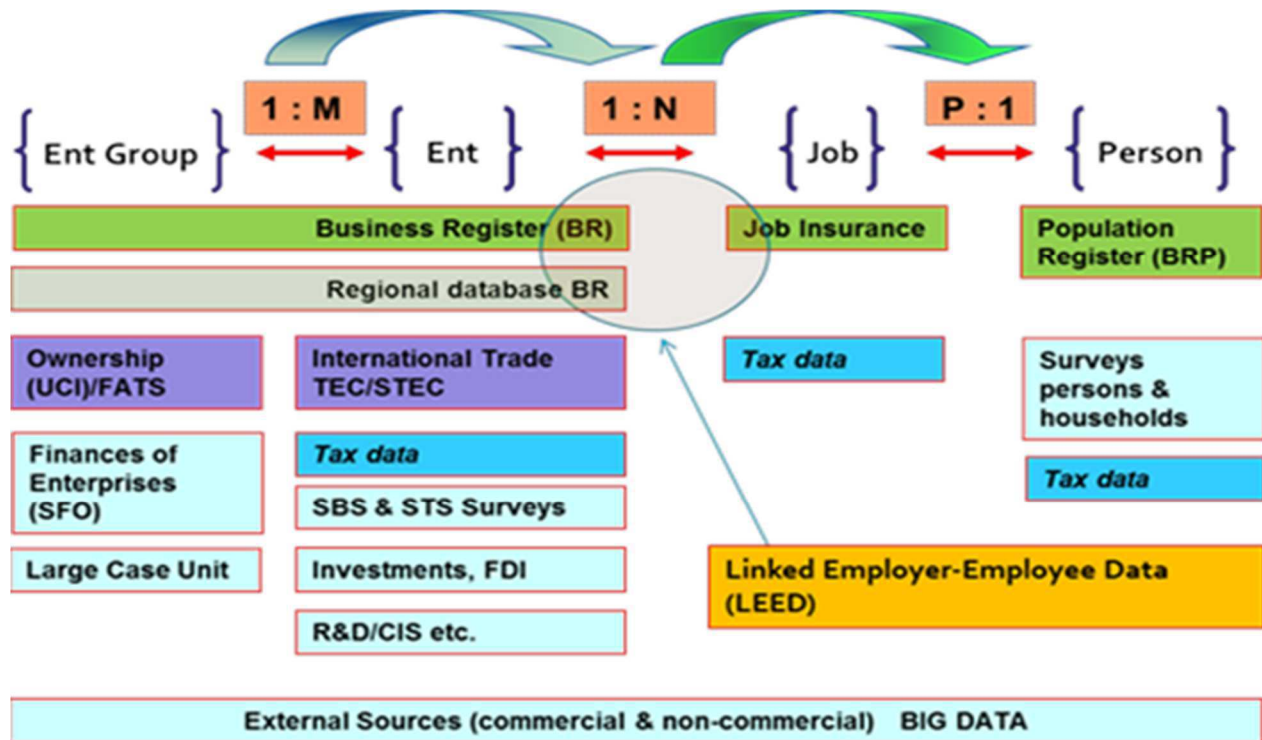 1 : M
1 : N
P : 1
{ Ent Group }
{ Ent }
{ Job }
{ Person }
Business Register (BR)
Job Insurance
Population
Register (BRP)
Regional database BR
Ownership
(UCI)/FATS
International Trade
TEC/STEC
Tax data
Surveys
persons &
households
Finances of
Enterprises
(SFO)
Tax data
SBS & STS Surveys
Tax data
Large Case Unit
Investments, FDI
R&D/CIS etc.
Linked Employer-Employee Data
(LEED)
External Sources (commercial & non-commercial) BIG DATA